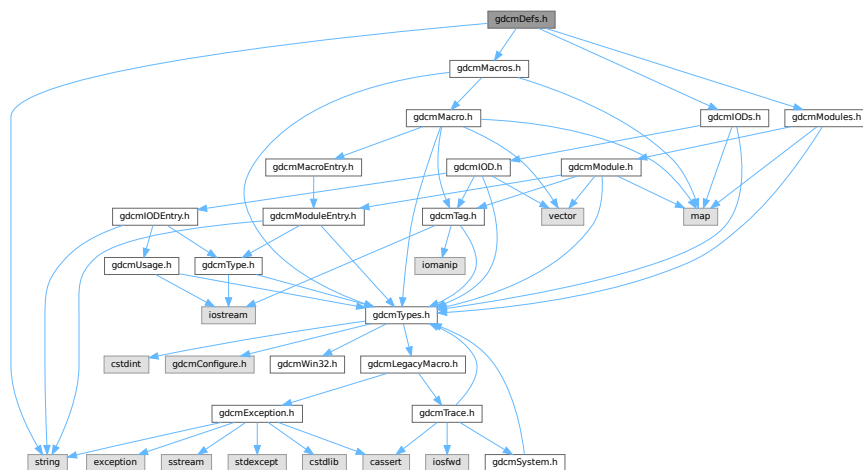 gdcmDefs.h
gdcmMacros.h
gdcmMacro.h
gdcmIODs.h
gdcmModules.h
gdcmMacroEntry.h
gdcmIOD.h
gdcmModule.h
gdcmIODEntry.h
gdcmModuleEntry.h
gdcmTag.h
vector
map
gdcmUsage.h
gdcmType.h
iomanip
iostream
gdcmTypes.h
cstdint
gdcmConfigure.h
gdcmWin32.h
gdcmLegacyMacro.h
gdcmException.h
gdcmTrace.h
string
exception
sstream
stdexcept
cstdlib
cassert
iosfwd
gdcmSystem.h